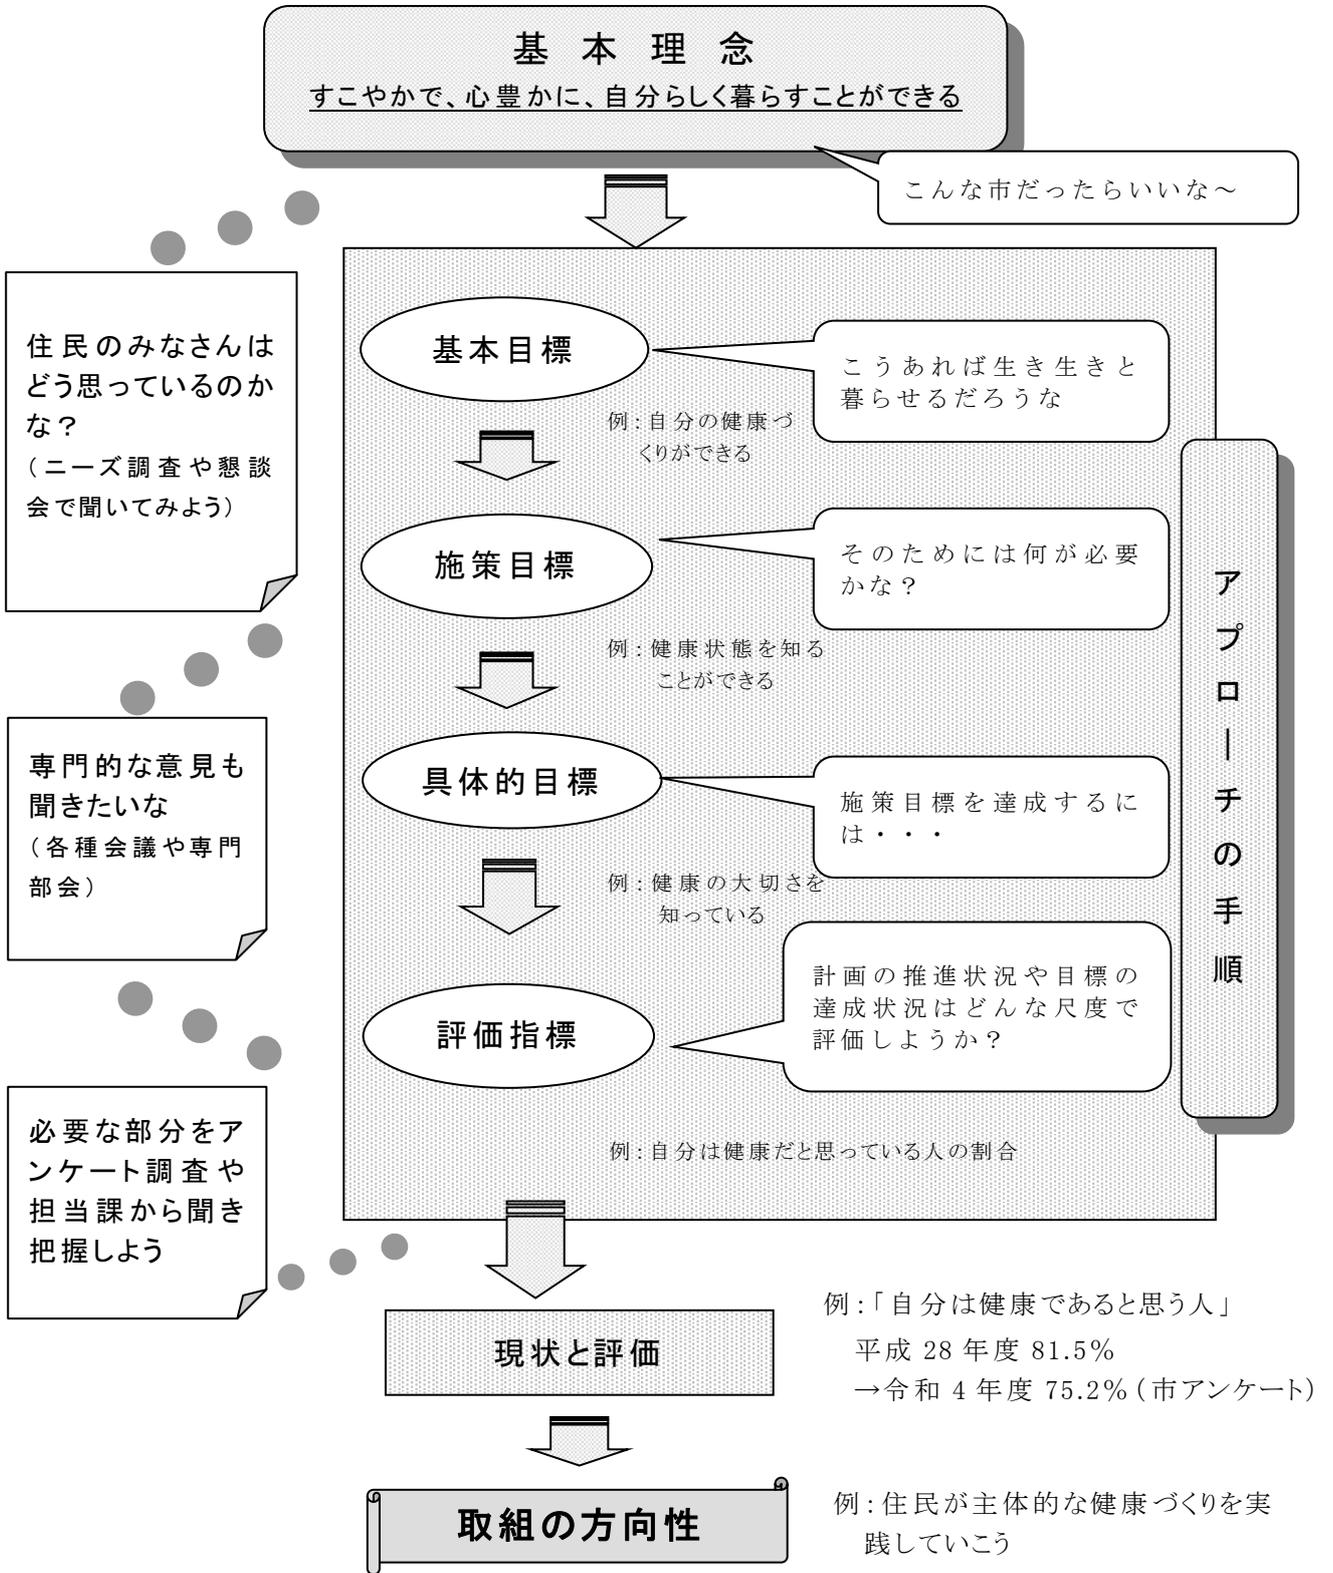 基本理念
すこやかで、心豊かに、自分らしく暮らすことができる
こんな市だったらいいな～
住民のみなさんは
どう思っているのか
な？
（ニーズ調査や懇談
会で聞いてみよう）
基本目標
こうあれば生き生きと
暮らせるだろうな
例：自分の健康づ
くりができる
施策目標
そのためには何が必要
かな？
例：健康状態を知る
ことができる
専門的な意見も
聞きたいな
（各種会議や専門
部会）
具体的目標
施策目標を達成するに
は・・・
例：健康の大切さを
知っている
評価指標
計画の推進状況や目標の
達成状況はどんな尺度で
評価しようか？
例：自分は健康だと思っている人の割合
アプローチの手順
必要な部分をア
ンケート調査や
担当課から聞き
把握しよう
現状と評価
例：「自分は健康であると思う人」
平成 28 年度 81.5％
→令和 4 年度 75.2％（市アンケート）
取組の方向性
例：住民が主体的な健康づくりを実
践していこう